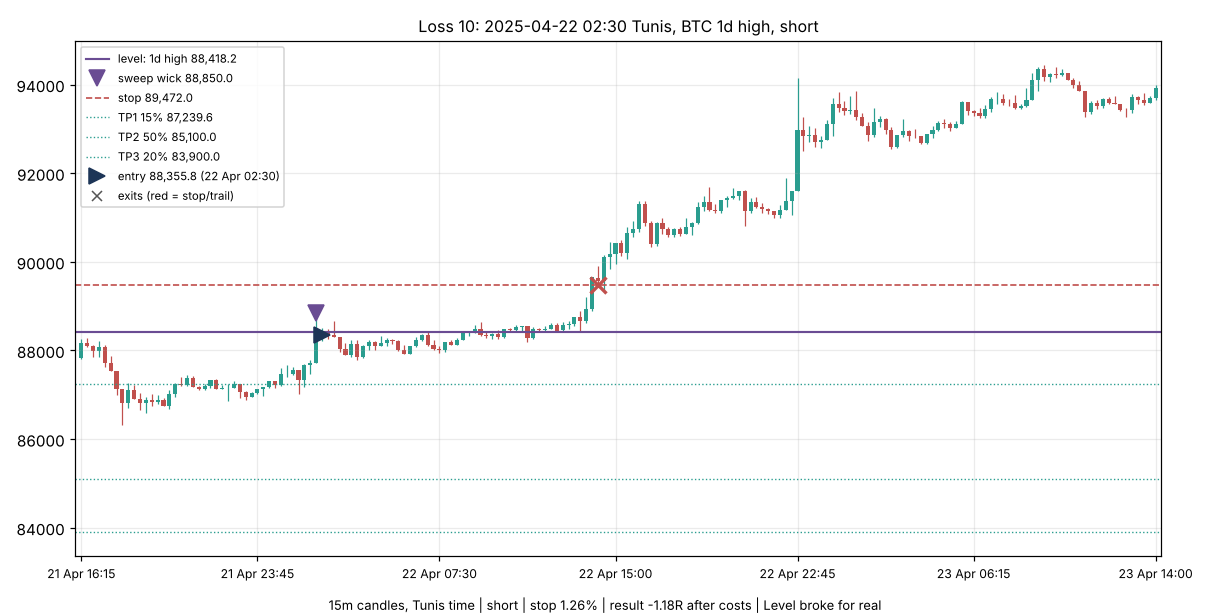 Loss 10: 2025-04-22 02:30 Tunis, BTC 1d high, short
level: 1d high 88,418.2
sweep wick 88,850.0
stop 89,472.0
TP1 15% 87,239.6
TP2 50% 85,100.0
TP3 20% 83,900.0
entry 88,355.8 (22 Apr 02:30)
exits (red = stop/trail)
94000
92000
90000
88000
86000
84000
21 Apr 16:15 21 Apr 23:45 22 Apr 07:30 22 Apr 15:00 22 Apr 22:45 23 Apr 06:15 23 Apr 14:00
15m candles, Tunis time | short | stop 1.26% | result -1.18R after costs | Level broke for real